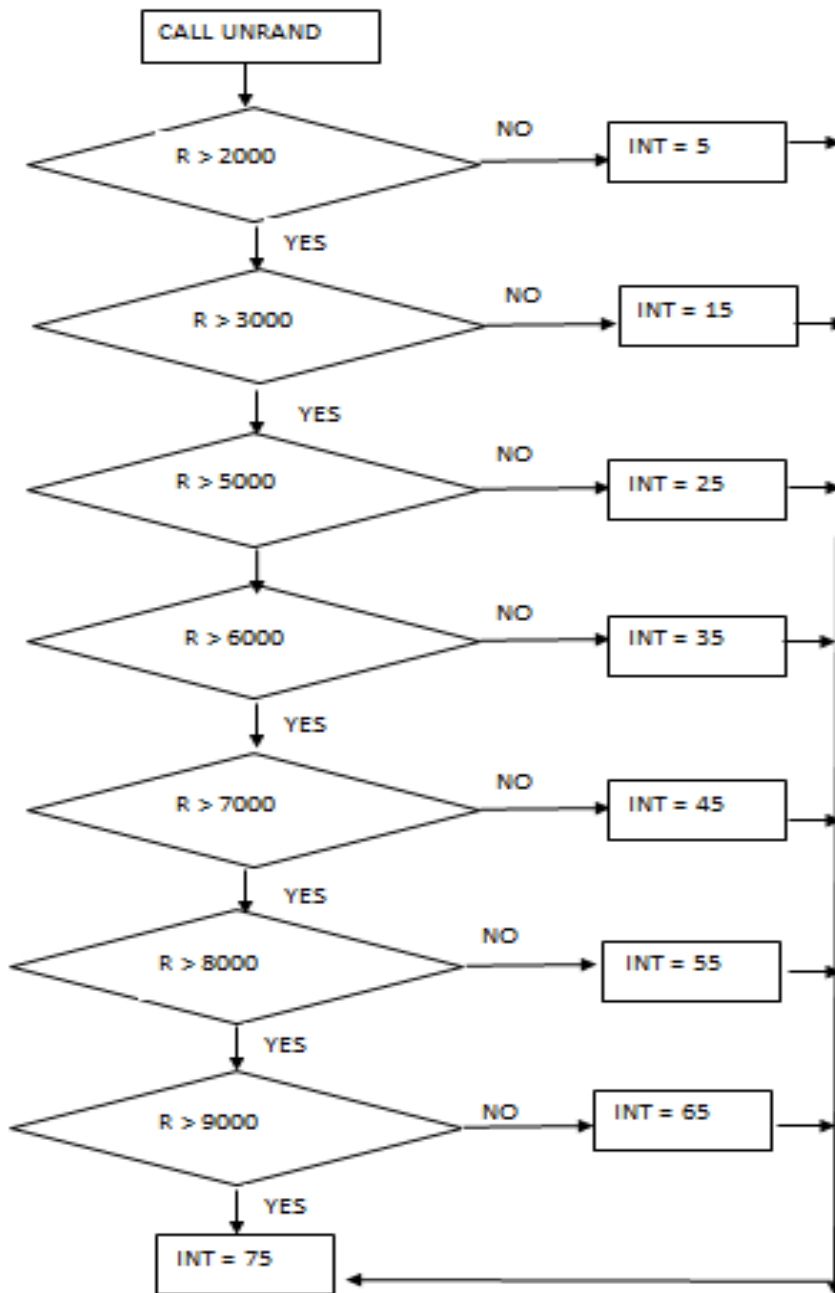 CALL UNRAND
NO
R > 2000
INT = 5
YES
NO
R > 3000
INT = 15
YES
NO
R > 5000
INT = 25
NO
R > 6000
INT = 35
YES
NO
R > 7000
INT = 45
YES
NO
R > 8000
INT = 55
YES
NO
R > 9000
INT = 65
YES
INT = 75